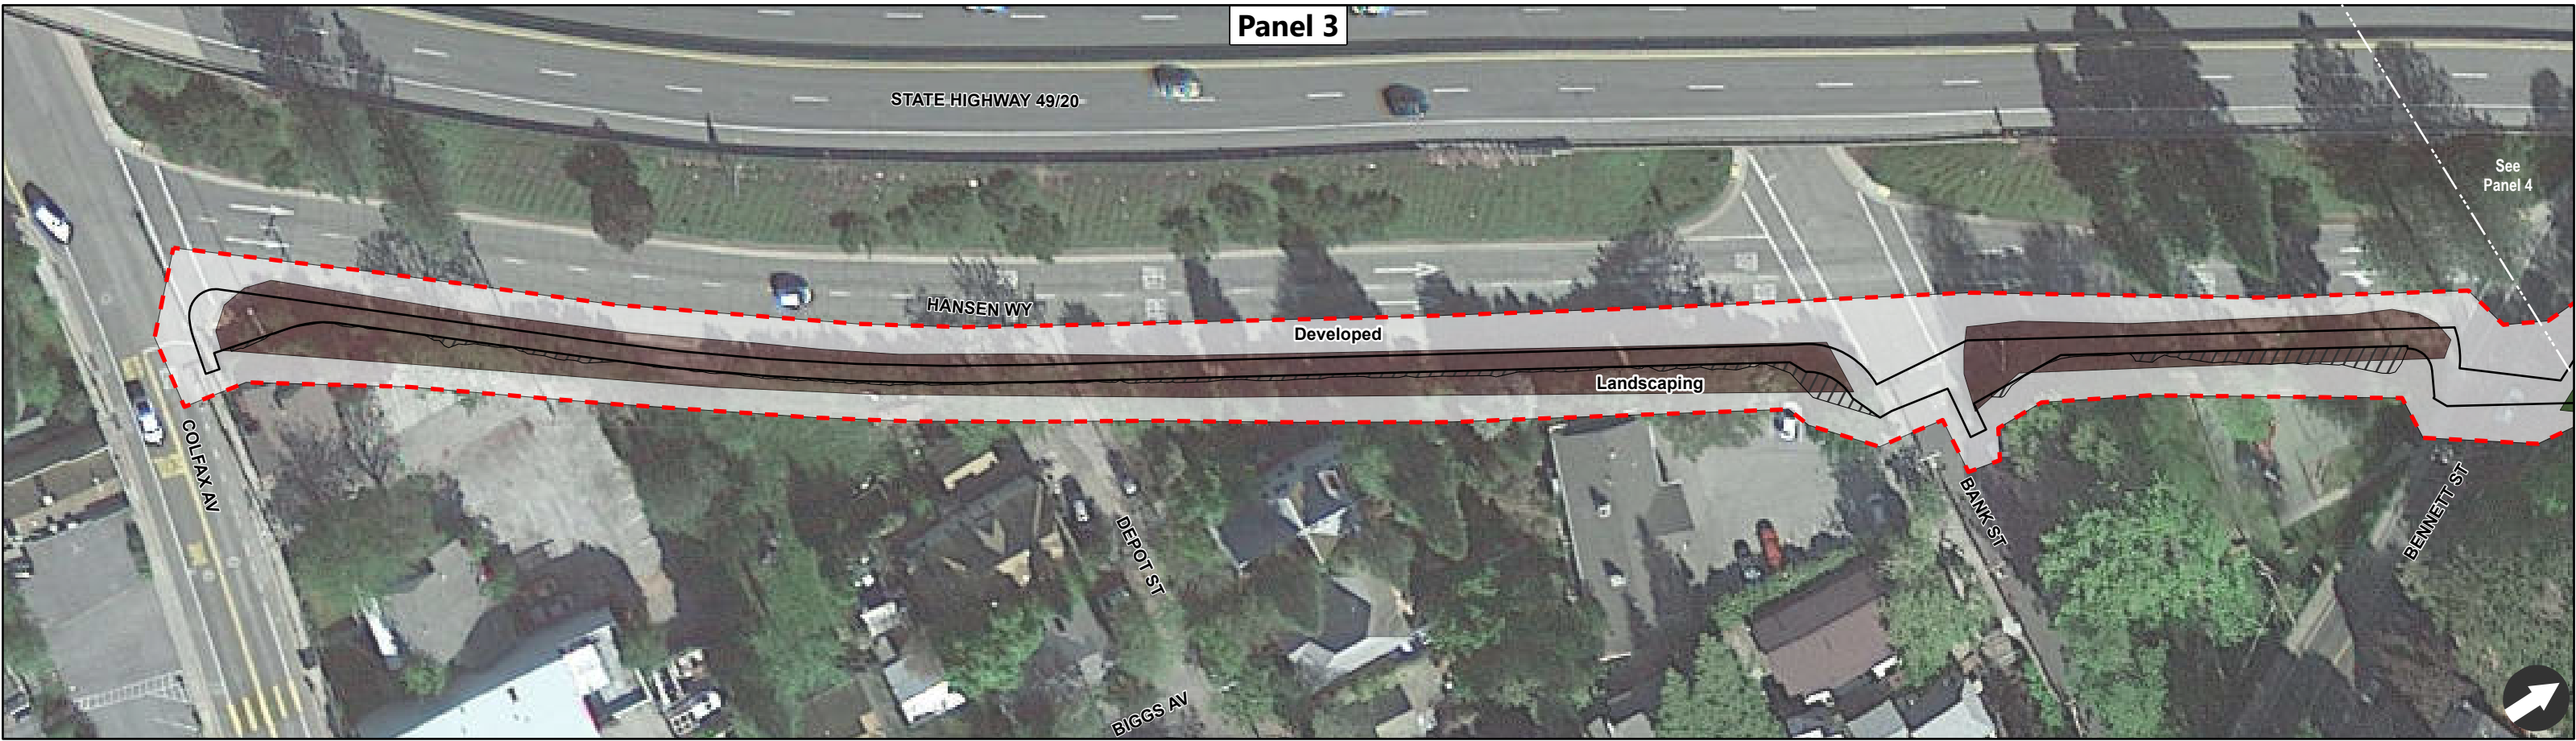 Panel 3
STATE HIGHWAY 49/20
See
Panel 4
HANSEN WY
Developed
Landscaping
COLFAX AV
DEPOT ST
BANK ST
BENNETT ST
BIGGS AV